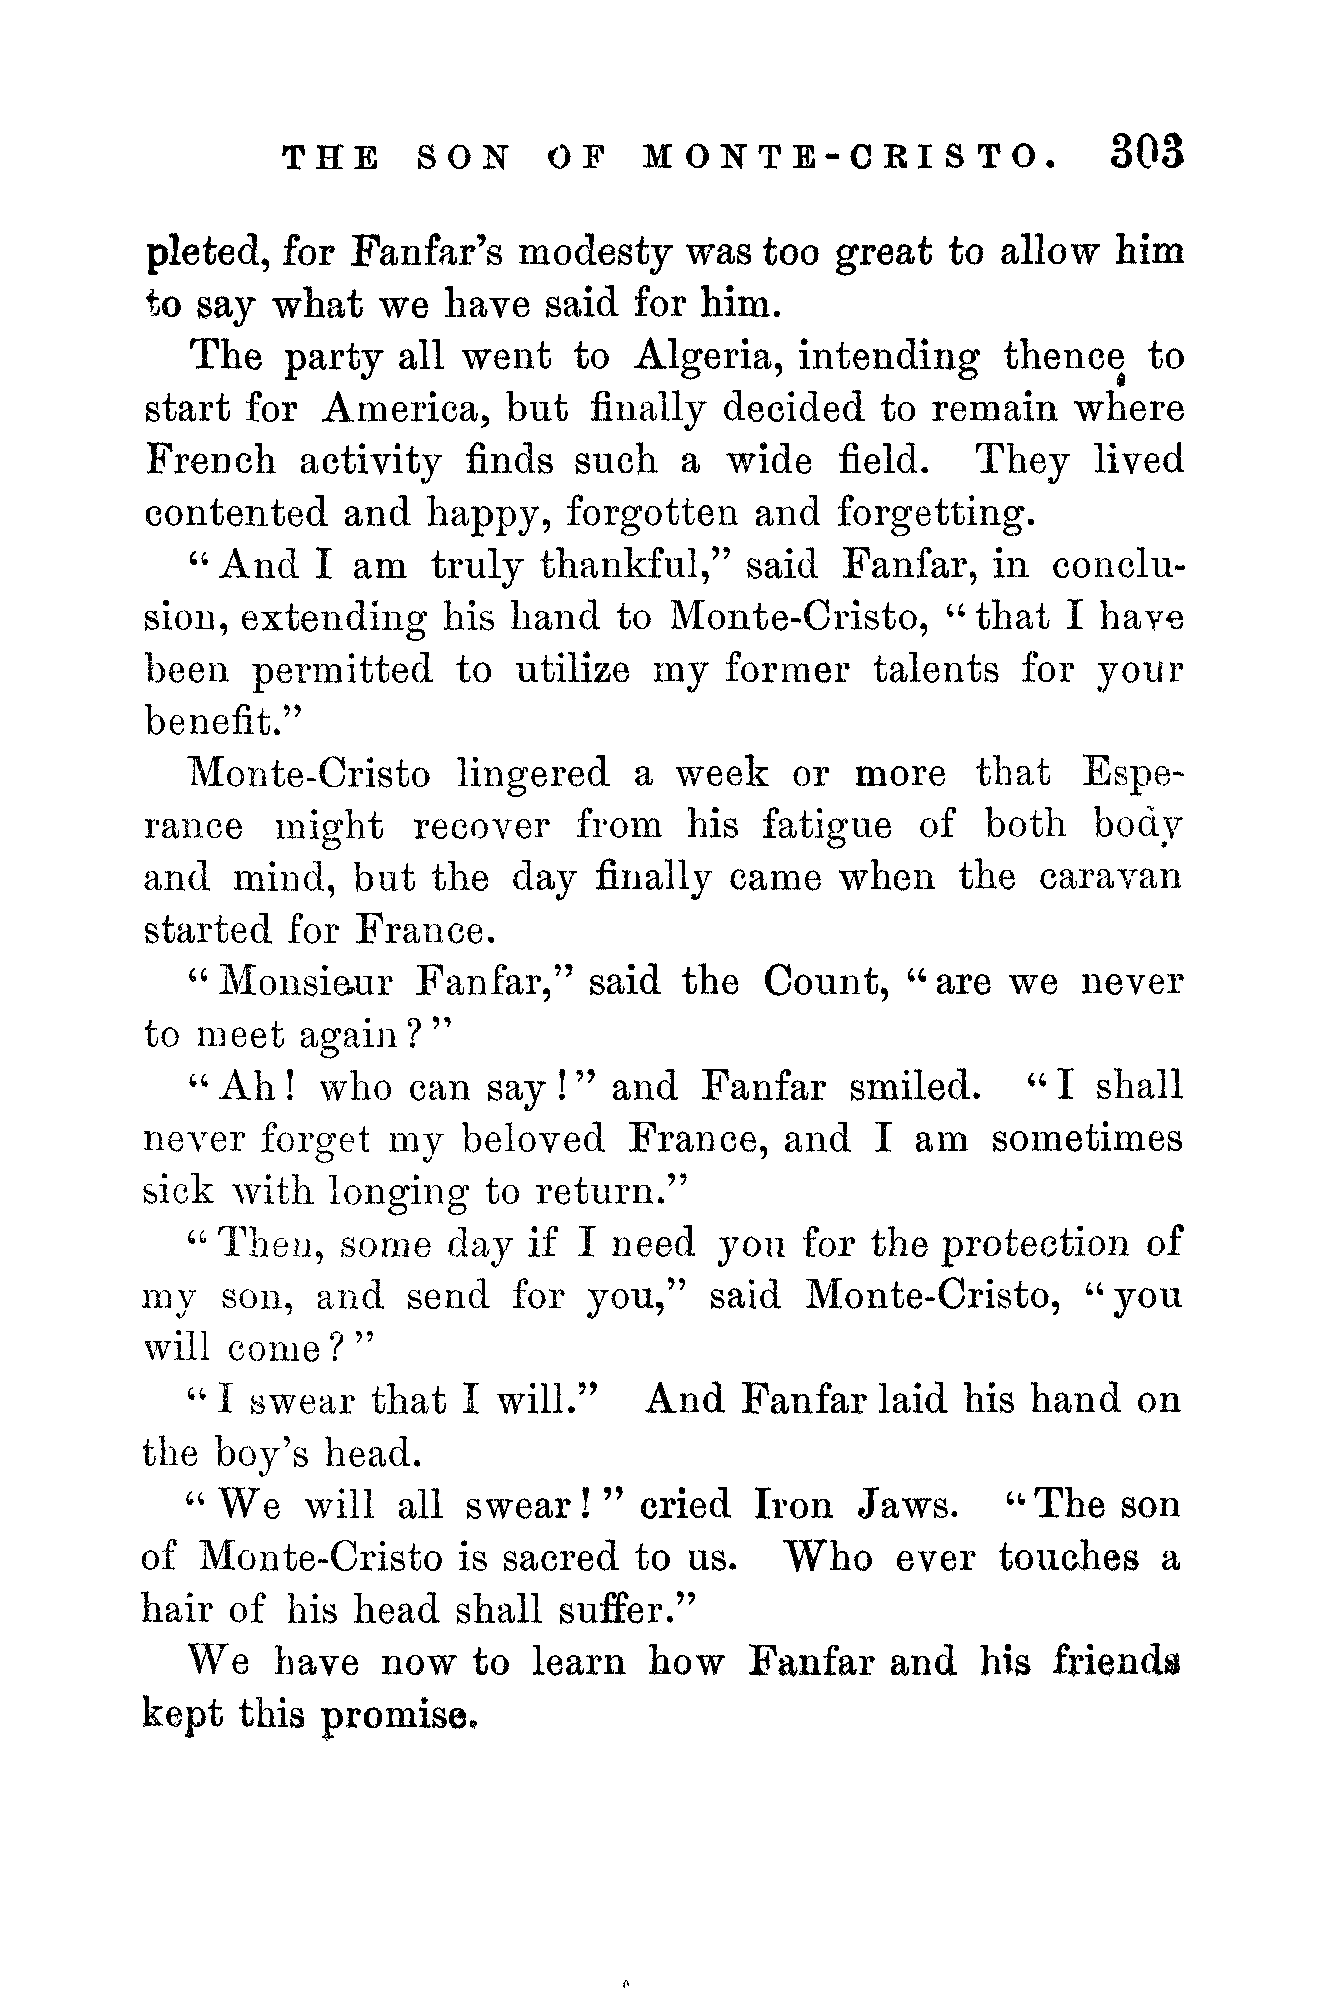 THE SON OF MONTE-CRISTO. 303
pleted, for Fanfar's modesty was too great to allow him
to say what we have said for him.
The party all went to Algeria, intending thence to
start for America, but finally decided to remain where
French activity finds such a wide field. They lived
contented and happy, forgotten and forgetting.
“And I am truly thankful,” said Fanfar, in conclu-
sion, extending his hand to Monte-Cristo, “that I have
been permitted to utilize my former talents for your
benefit.”
Monte-Cristo lingered a week or more that Espe-
rance might recover from his fatigue of both body
and mind, but the day finally came when the caravan
started for France.
“Monsieur Fanfar,” said the Count, “are we never
to meet again?”
“Ah! who can say!” and Fanfar smiled. “I shall
never forget my beloved France, and I am sometimes
sick with longing to return.”
“Then, some day if I need you for the protection of
my son, and send for you,” said Monte-Cristo, “you
will come?”
“I swear that I will.” And Fanfar laid his hand on
the boy's head.
“We will all swear!” cried Iron Jaws. “The son
of Monte-Cristo is sacred to us. Who ever touches a
hair of his head shall suffer.”
We have now to learn how Fanfar and his friends
kept this promise.